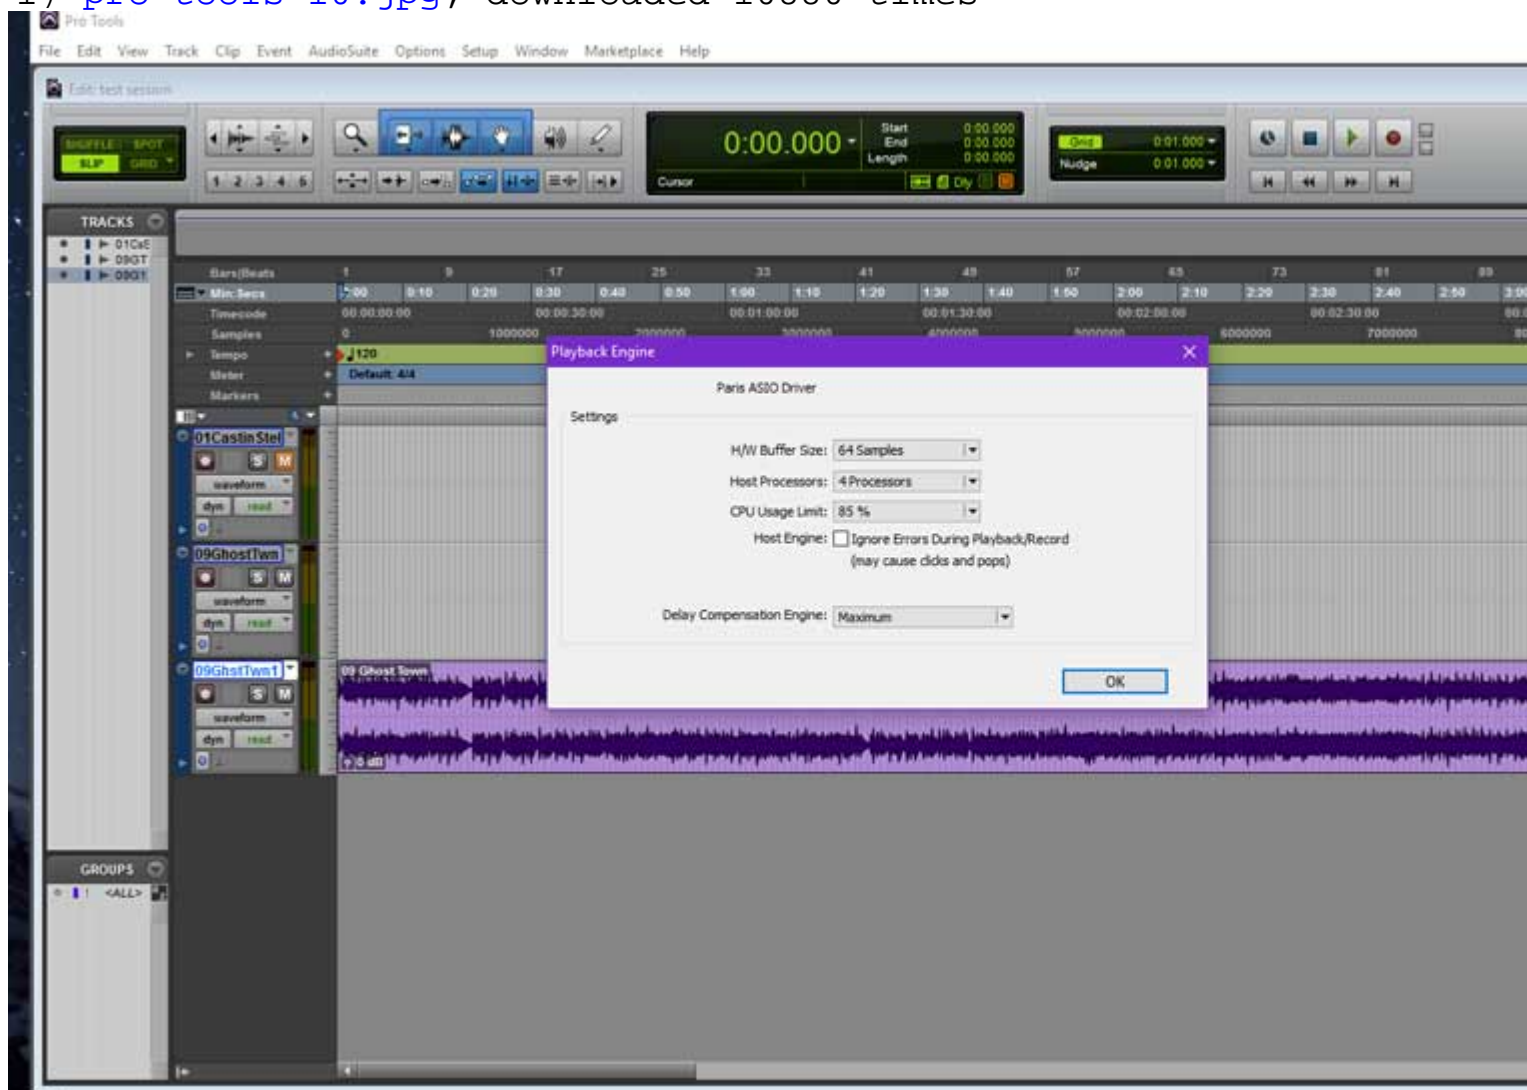 Pro Tools
File Edit View Track Clip Event AudioSuite Options Setup Window Marketplace Help
Edit: test session
SHUFFLE SPOT
SLIP GRID
1 2 3 4 5
0:00.000
Start 0:00.000
End 0:00.000
Length 0:00.000
Cursor
Dly
Grid 0:01.000
Nudge 0:01.000
TRACKS
01CaS
09GT
09G1
Bars|Beats 1 9 17 25 33 41 49 57 65 73 81 89
Min:Secs 0:00 0:10 0:20 0:30 0:40 0:50 1:00 1:10 1:20 1:30 1:40 1:50 2:00 2:10 2:20 2:30 2:40 2:50 3:00
Timecode 00:00:00:00 00:00:30:00 00:01:00:00 00:01:30:00 00:02:00:00 00:02:30:00
Samples 0 1000000 2000000 3000000 4000000 5000000 6000000 7000000
Tempo 120
Meter Default: 4/4
Markers
Playback Engine
Paris ASIO Driver
Settings
H/W Buffer Size: 64 Samples
Host Processors: 4 Processors
CPU Usage Limit: 85 %
Host Engine: Ignore Errors During Playback/Record
(may cause clicks and pops)
Delay Compensation Engine: Maximum
OK
01CastinStel
S M
waveform
dyn read
09GhostTwn
S M
waveform
dyn read
09GhstTwn1
S M
waveform
dyn read
09 Ghost Town
0 dB
GROUPS
! <ALL>